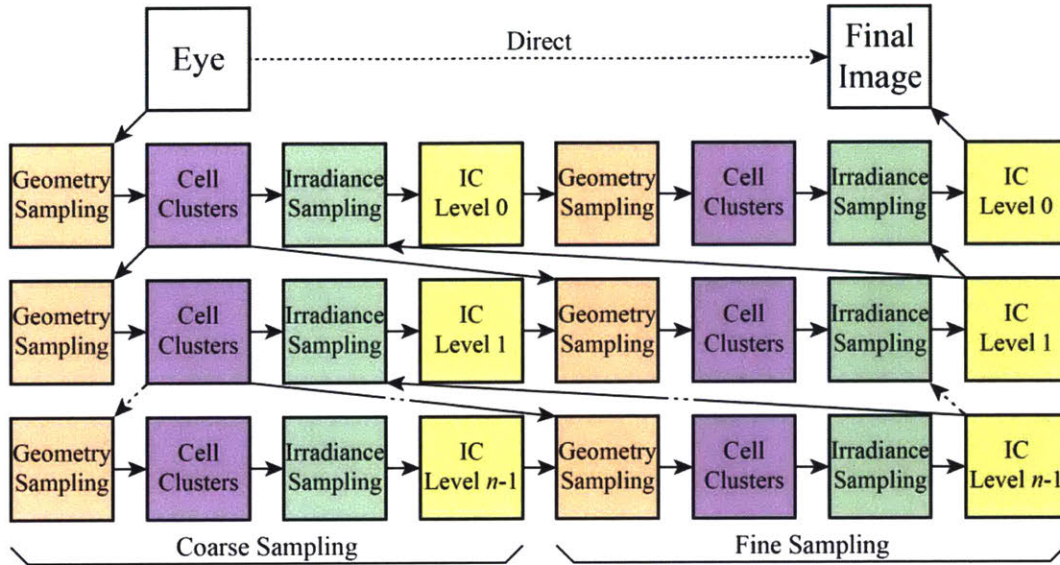 Eye
Direct
Final
Image
Geometry
Sampling
Cell
Clusters
Irradiance
Sampling
IC
Level 0
Geometry
Sampling
Cell
Clusters
Irradiance
Sampling
IC
Level 0
Geometry
Sampling
Cell
Clusters
Irradiance
Sampling
IC
Level 1
Geometry
Sampling
Cell
Clusters
Irradiance
Sampling
IC
Level 1
Geometry
Sampling
Cell
Clusters
Irradiance
Sampling
IC
Level n-1
Geometry
Sampling
Cell
Clusters
Irradiance
Sampling
IC
Level n-1
Coarse Sampling
Fine Sampling